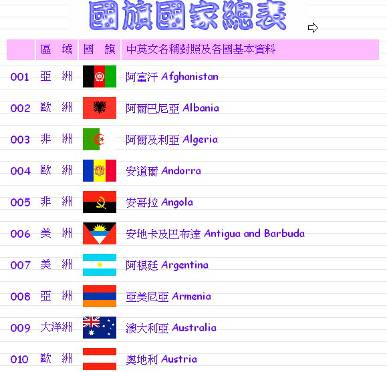 國旗國家總表
區 域 國 旗 中英文名稱對照及各國基本資料
001 亞 洲 阿富汗 Afghanistan
002 歐 洲 阿爾巴尼亞 Albania
003 非 洲 阿爾及利亞 Algeria
004 歐 洲 安道爾 Andorra
005 非 洲 安哥拉 Angola
006 美 洲 安地卡及巴布達 Antigua and Barbuda
007 美 洲 阿根廷 Argentina
008 亞 洲 亞美尼亞 Armenia
009 大洋洲 澳大利亞 Australia
010 歐 洲 奧地利 Austria